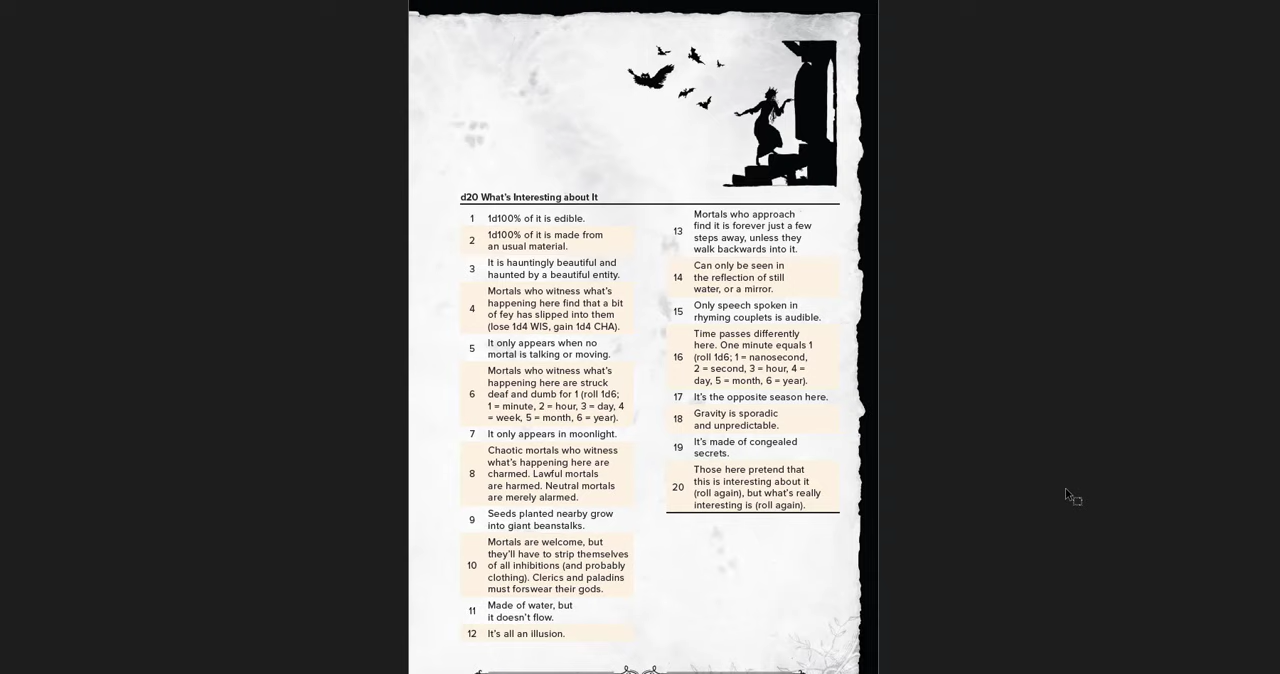 d20 What's Interesting about It
1 1d100% of it is edible.
2 1d100% of it is made from
an usual material.
3 It is hauntingly beautiful and
haunted by a beautiful entity.
4 Mortals who witness what's
happening here find that a bit
of fey has slipped into them
(lose 1d4 WIS, gain 1d4 CHA).
5 It only appears when no
mortal is talking or moving.
6 Mortals who witness what's
happening here are struck
deaf and dumb for 1 (roll 1d6;
1 = minute, 2 = hour, 3 = day, 4
= week, 5 = month, 6 = year).
7 It only appears in moonlight.
8 Chaotic mortals who witness
what's happening here are
charmed. Lawful mortals
are harmed. Neutral mortals
are merely alarmed.
9 Seeds planted nearby grow
into giant beanstalks.
10 Mortals are welcome, but
they'll have to strip themselves
of all inhibitions (and probably
clothing). Clerics and paladins
must forswear their gods.
11 Made of water, but
it doesn't flow.
12 It's all an illusion.
13 Mortals who approach
find it is forever just a few
steps away, unless they
walk backwards into it.
14 Can only be seen in
the reflection of still
water, or a mirror.
15 Only speech spoken in
rhyming couplets is audible.
16 Time passes differently
here. One minute equals 1
(roll 1d6; 1 = nanosecond,
2 = second, 3 = hour, 4 =
day, 5 = month, 6 = year).
17 It's the opposite season here.
18 Gravity is sporadic
and unpredictable.
19 It's made of congealed
secrets.
20 Those here pretend that
this is interesting about it
(roll again), but what's really
interesting is (roll again).